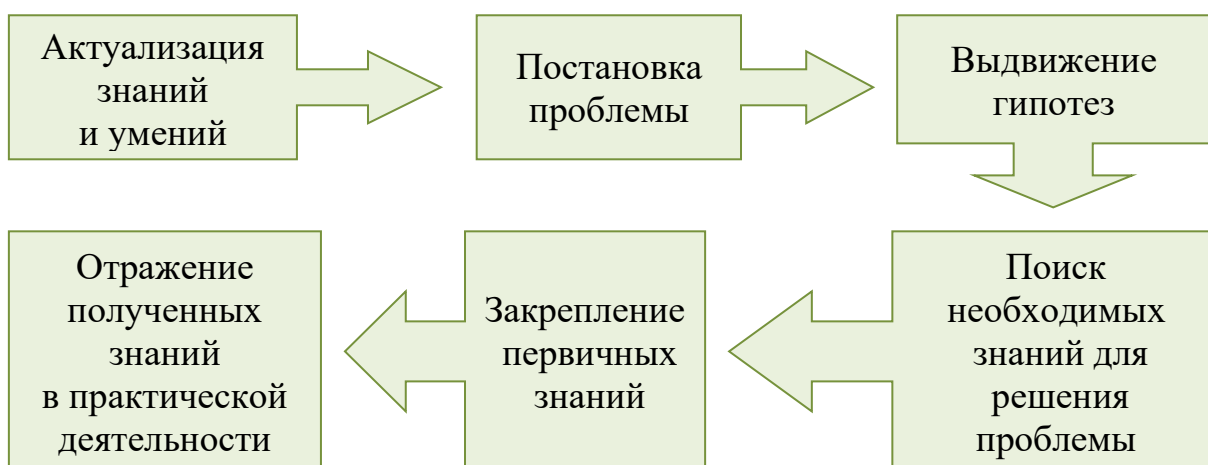 Актуализация
знаний
и умений
Постановка
проблемы
Выдвижение
гипотез
Поиск
необходимых
знаний для
решения
проблемы
Закрепление
первичных
знаний
Отражение
полученных
знаний
в практической
деятельности